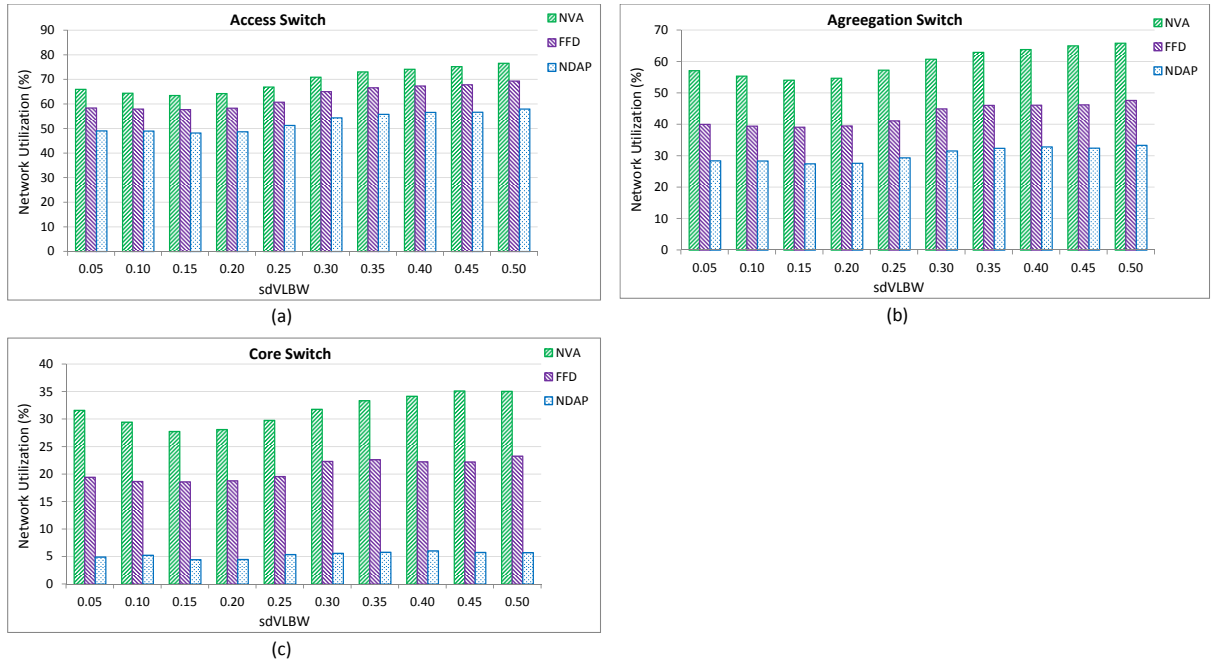 Access Switch
Network Utilization (%)
90
80
70
60
50
40
30
20
10
0
0.05 0.10 0.15 0.20 0.25 0.30 0.35 0.40 0.45 0.50
sdVLBW
NVA
FFD
NDAP
(a)
Agreegation Switch
Network Utilization (%)
70
60
50
40
30
20
10
0
0.05 0.10 0.15 0.20 0.25 0.30 0.35 0.40 0.45 0.50
sdVLBW
NVA
FFD
NDAP
(b)
Core Switch
Network Utilization (%)
40
35
30
25
20
15
10
5
0
0.05 0.10 0.15 0.20 0.25 0.30 0.35 0.40 0.45 0.50
sdVLBW
NVA
FFD
NDAP
(c)